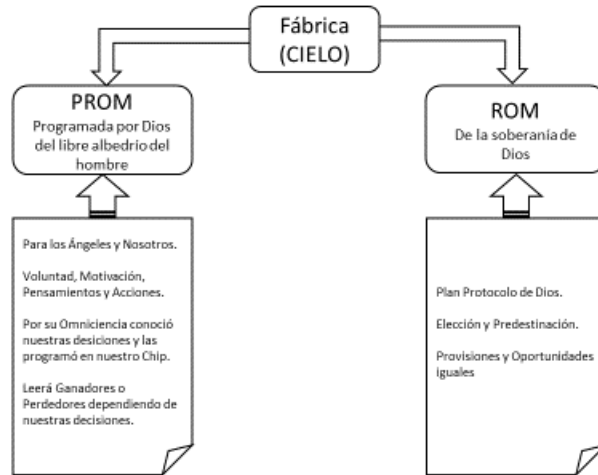 Fábrica
(CIELO)
PROM
Programada por Dios
del libre albedrio del
hombre
ROM
De la soberanía de
Dios
Para los Ángeles y Nosotros.
Voluntad, Motivación,
Pensamientos y Acciones.
Por su Omniciencia conoció
nuestras desiciones y las
programó en nuestro Chip.
Leerá Ganadores o
Perdedores dependiendo de
nuestras decisiones.
Plan Protocolo de Dios.
Elección y Predestinación.
Provisiones y Oportunidades
iguales